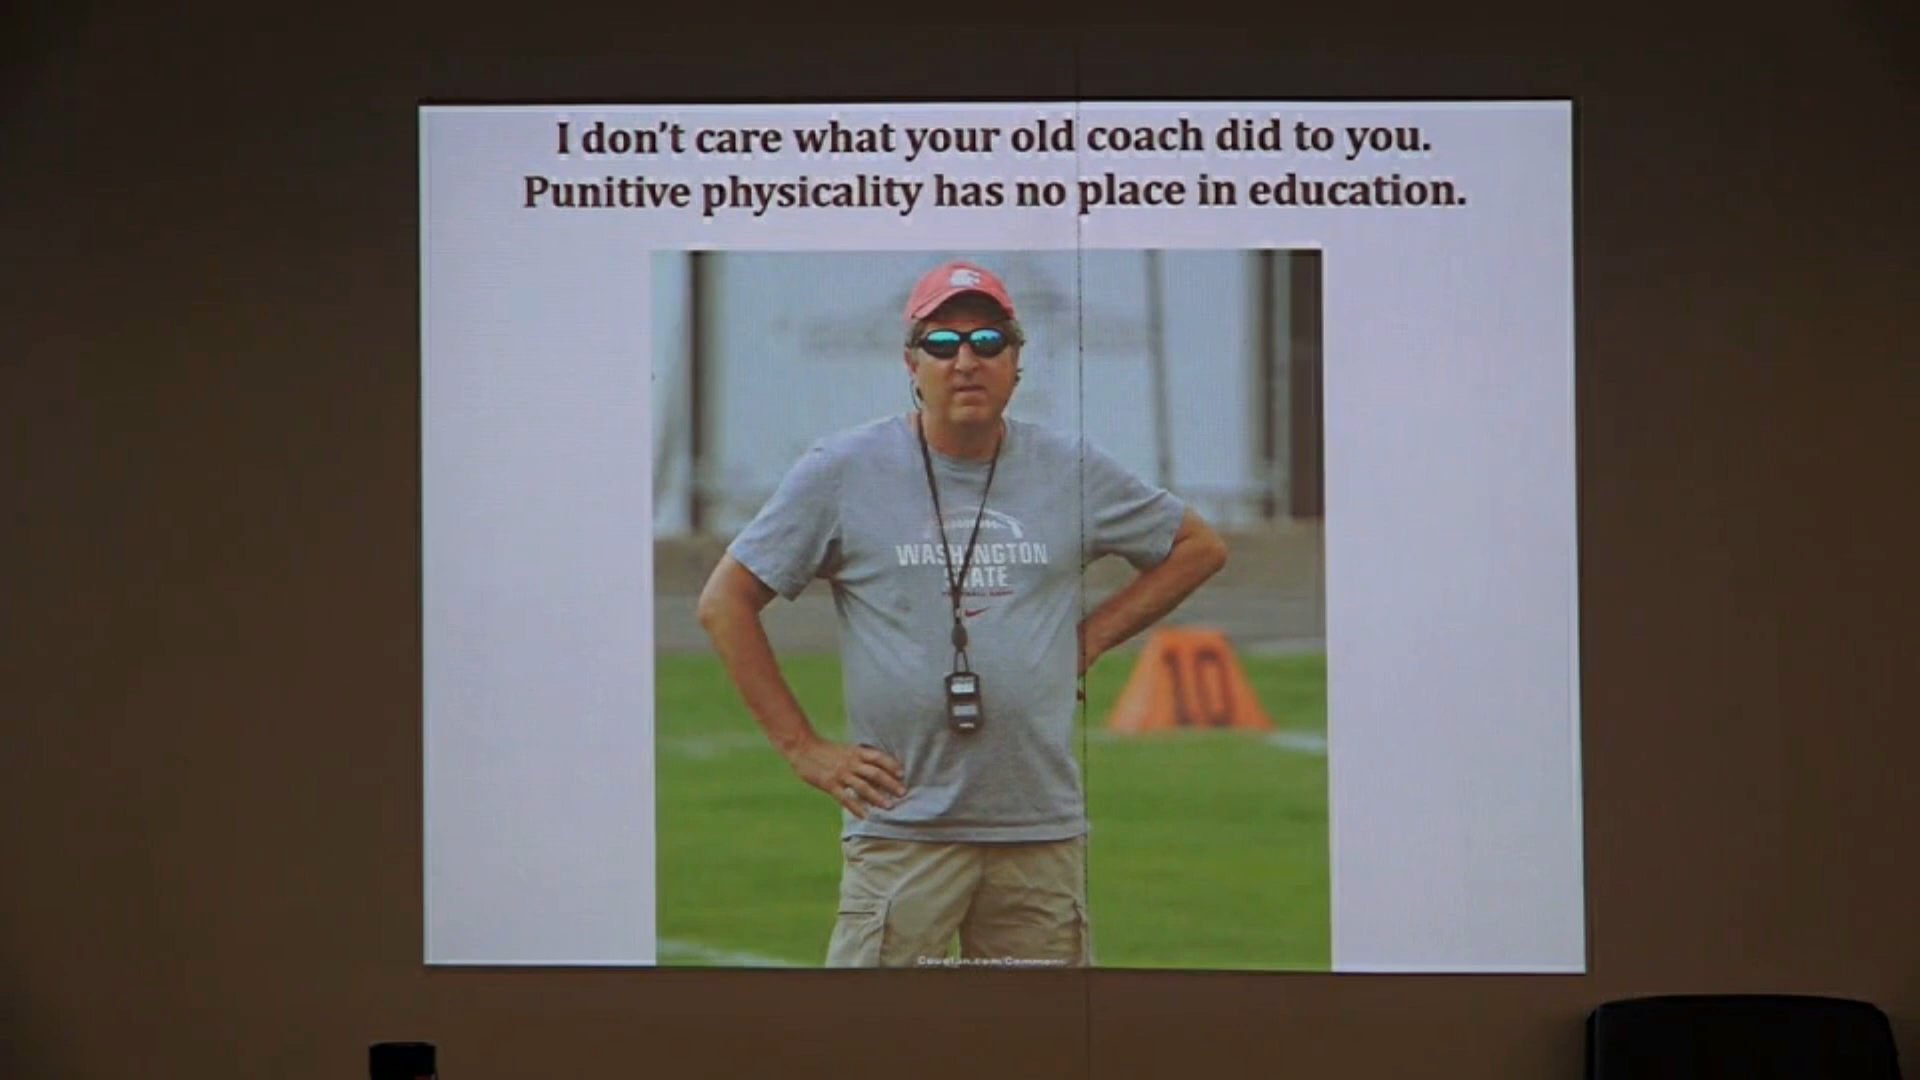 I don't care what your old coach did to you.
Punitive physicality has no place in education.
WASHINGTON
STATE
10